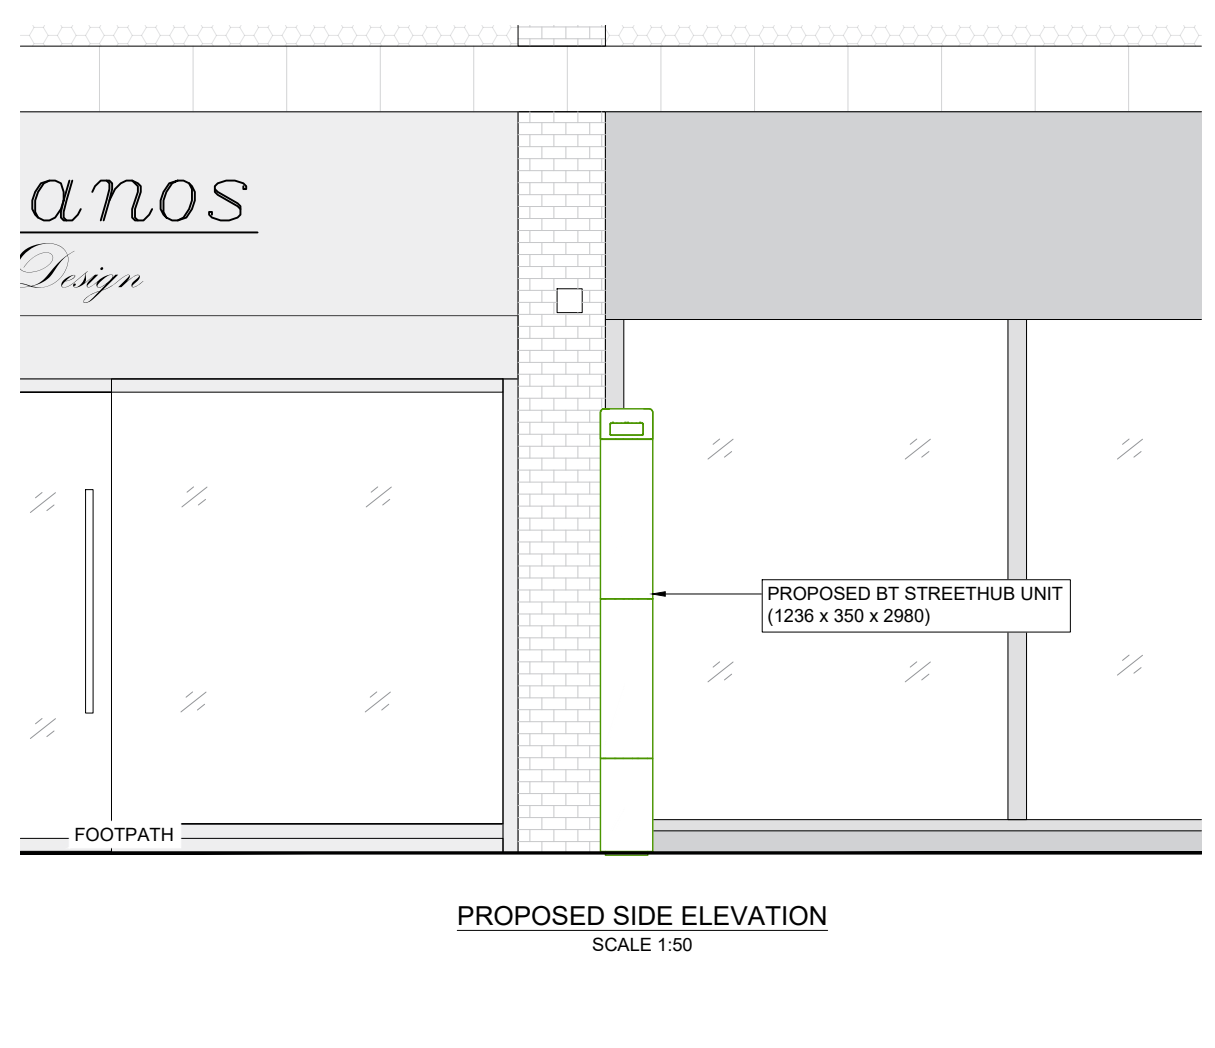 anos
Design
PROPOSED BT STREETHUB UNIT
(1236 x 350 x 2980)
FOOTPATH
PROPOSED SIDE ELEVATION
SCALE 1:50